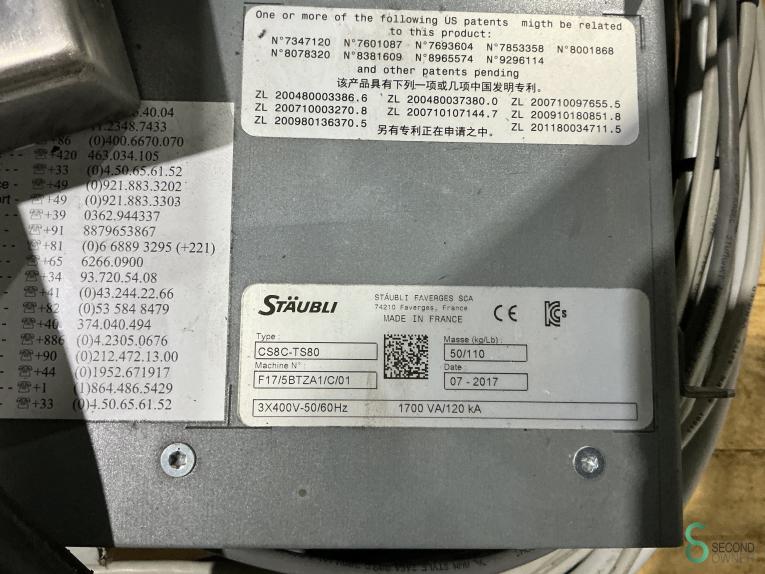 One or more of the following US patents migth be related
to this product:
N°7347120 N°7601087 N°7693604 N°7853358 N°8001868
N°8078320 N°8381609 N°8965574 N°9296114
and other patents pending
该产品具有下列一项或几项中国发明专利。
ZL 200480003386.6 ZL 200480037380.0 ZL 200710097655.5
ZL 200710003270.8 ZL 200710107144.7 ZL 200910180851.8
ZL 200980136370.5 另有专利正在申请之中。 ZL 201180034711.5
.40.04
.2348.7433
+86 (0)400.6670.070
+420 463.034.105
+33 (0)4.50.65.61.52
+49 (0)921.883.3202
+49 (0)921.883.3303
+39 0362.944337
+91 8879653867
+81 (0)6 6889 3295 (+221)
+65 6266.0900
+34 93.720.54.08
+41 (0)43.244.22.66
+82 (0)53 584 8479
+40 374.040.494
+886 (0)4.2305.0676
+90 (0)212.472.13.00
+44 (0)1952.671917
+1 (1)864.486.5429
+33 (0)4.50.65.61.52
STÄUBLI
STÄUBLI FAVERGES SCA
74210 Faverges, France
MADE IN FRANCE
CE
Type :
CS8C-TS80
Masse (kg/Lb) :
50/110
Machine N° :
F17/5BTZA1/C/01
Date :
07 - 2017
3X400V-50/60Hz 1700 VA/120 kA
SECOND
OWNER